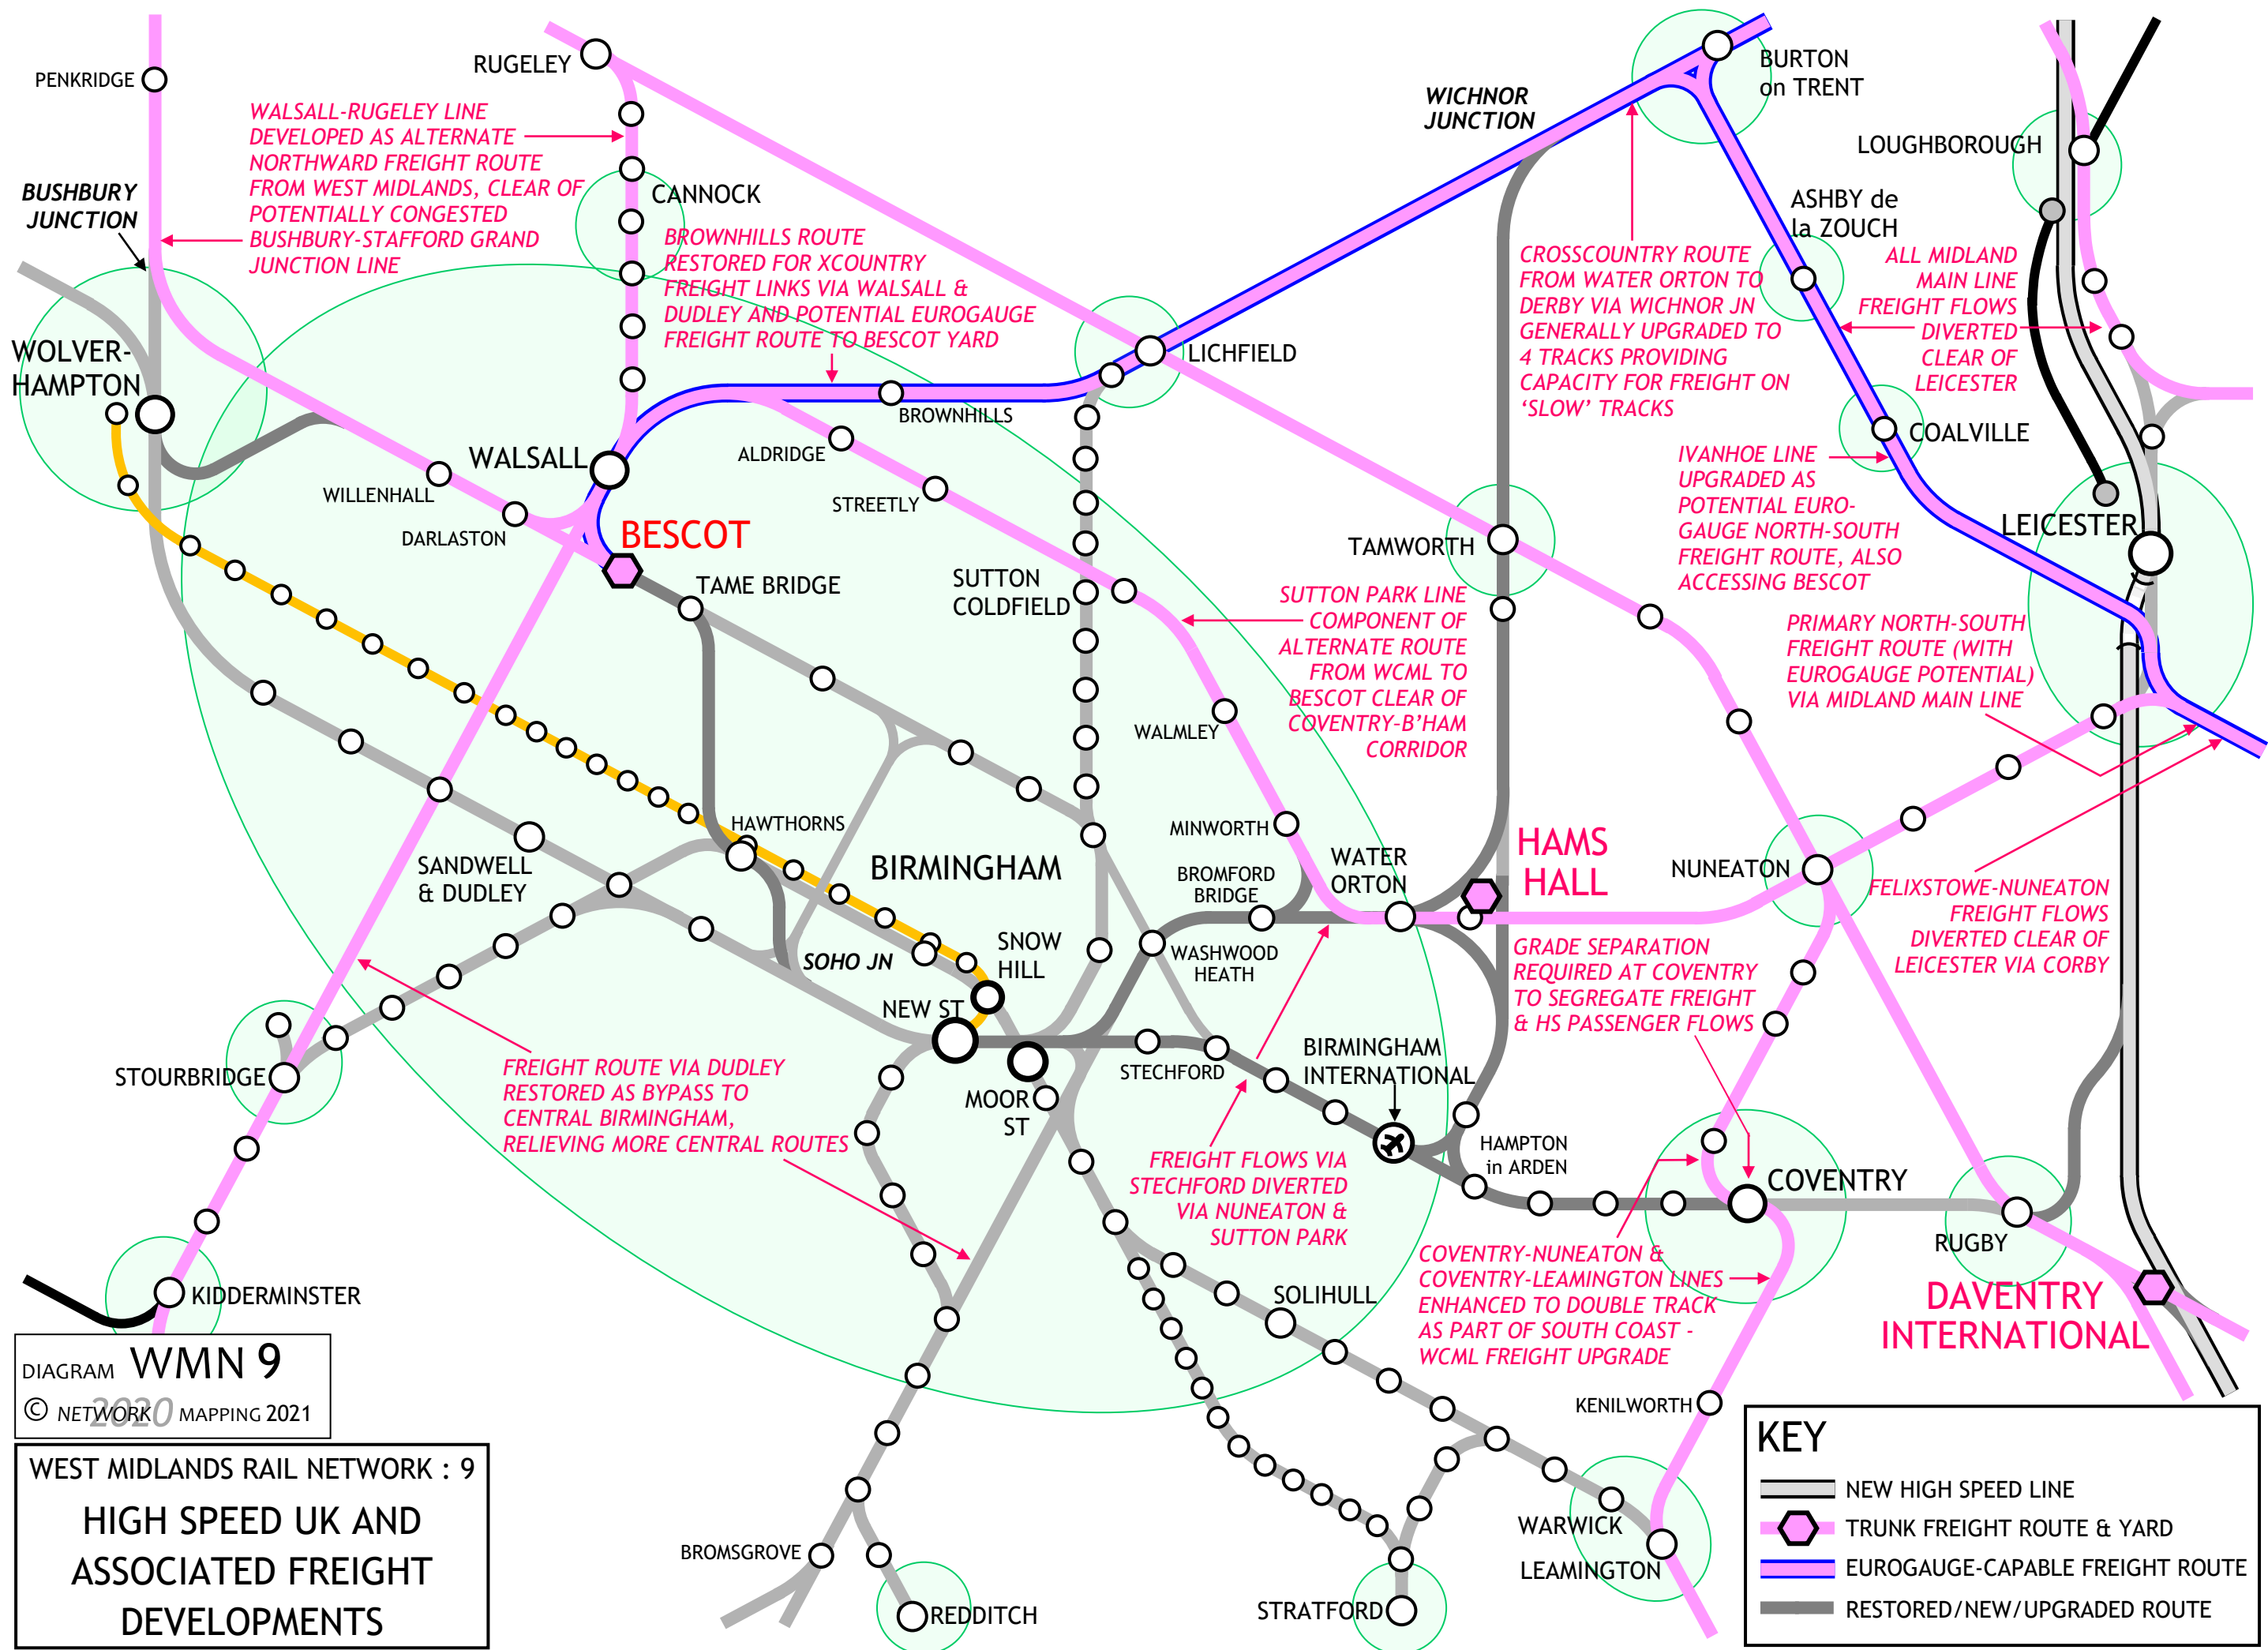 RUGELEY
PENKRIDGE
BURTON
on TRENT
WICHNOR
JUNCTION
WALSALL-RUGELEY LINE
DEVELOPED AS ALTERNATE
NORTHWARD FREIGHT ROUTE
FROM WEST MIDLANDS, CLEAR OF
POTENTIALLY CONGESTED
BUSHBURY-STAFFORD GRAND
JUNCTION LINE
LOUGHBOROUGH
BUSHBURY
JUNCTION
CANNOCK
ASHBY de
la ZOUCH
BROWNHILLS ROUTE
RESTORED FOR XCOUNTRY
FREIGHT LINKS VIA WALSALL &
DUDLEY AND POTENTIAL EUROGAUGE
FREIGHT ROUTE TO BESCOT YARD
CROSSCOUNTRY ROUTE
FROM WATER ORTON TO
DERBY VIA WICHNOR JN
GENERALLY UPGRADED TO
4 TRACKS PROVIDING
CAPACITY FOR FREIGHT ON
‘SLOW’ TRACKS
ALL MIDLAND
MAIN LINE
FREIGHT FLOWS
DIVERTED
CLEAR OF
LEICESTER
WOLVER-
HAMPTON
LICHFIELD
BROWNHILLS
COALVILLE
WALSALL
ALDRIDGE
IVANHOE LINE
UPGRADED AS
POTENTIAL EURO-
GAUGE NORTH-SOUTH
FREIGHT ROUTE, ALSO
ACCESSING BESCOT
WILLENHALL
STREETLY
DARLASTON
BESCOT
LEICESTER
TAMWORTH
TAME BRIDGE
SUTTON
COLDFIELD
SUTTON PARK LINE
COMPONENT OF
ALTERNATE ROUTE
FROM WCML TO
BESCOT CLEAR OF
COVENTRY-B’HAM
CORRIDOR
PRIMARY NORTH-SOUTH
FREIGHT ROUTE (WITH
EUROGAUGE POTENTIAL)
VIA MIDLAND MAIN LINE
WALMLEY
HAWTHORNS
MINWORTH
SANDWELL
& DUDLEY
BIRMINGHAM
BROMFORD
BRIDGE
WATER
ORTON
HAMS
HALL
NUNEATON
FELIXSTOWE-NUNEATON
FREIGHT FLOWS
DIVERTED CLEAR OF
LEICESTER VIA CORBY
SOHO JN
SNOW
HILL
WASHWOOD
HEATH
GRADE SEPARATION
REQUIRED AT COVENTRY
TO SEGREGATE FREIGHT
& HS PASSENGER FLOWS
NEW ST
STOURBRIDGE
FREIGHT ROUTE VIA DUDLEY
RESTORED AS BYPASS TO
CENTRAL BIRMINGHAM,
RELIEVING MORE CENTRAL ROUTES
STECHFORD
BIRMINGHAM
INTERNATIONAL
MOOR
ST
HAMPTON
in ARDEN
FREIGHT FLOWS VIA
STECHFORD DIVERTED
VIA NUNEATON &
SUTTON PARK
COVENTRY
RUGBY
COVENTRY-NUNEATON &
COVENTRY-LEAMINGTON LINES
ENHANCED TO DOUBLE TRACK
AS PART OF SOUTH COAST -
WCML FREIGHT UPGRADE
KIDDERMINSTER
SOLIHULL
DAVENTRY
INTERNATIONAL
KENILWORTH
WARWICK
LEAMINGTON
BROMSGROVE
REDDITCH
STRATFORD
DIAGRAM WMN 9
© NETWORK 2020 MAPPING 2021
WEST MIDLANDS RAIL NETWORK : 9
HIGH SPEED UK AND
ASSOCIATED FREIGHT
DEVELOPMENTS
KEY
NEW HIGH SPEED LINE
TRUNK FREIGHT ROUTE & YARD
EUROGAUGE-CAPABLE FREIGHT ROUTE
RESTORED/NEW/UPGRADED ROUTE